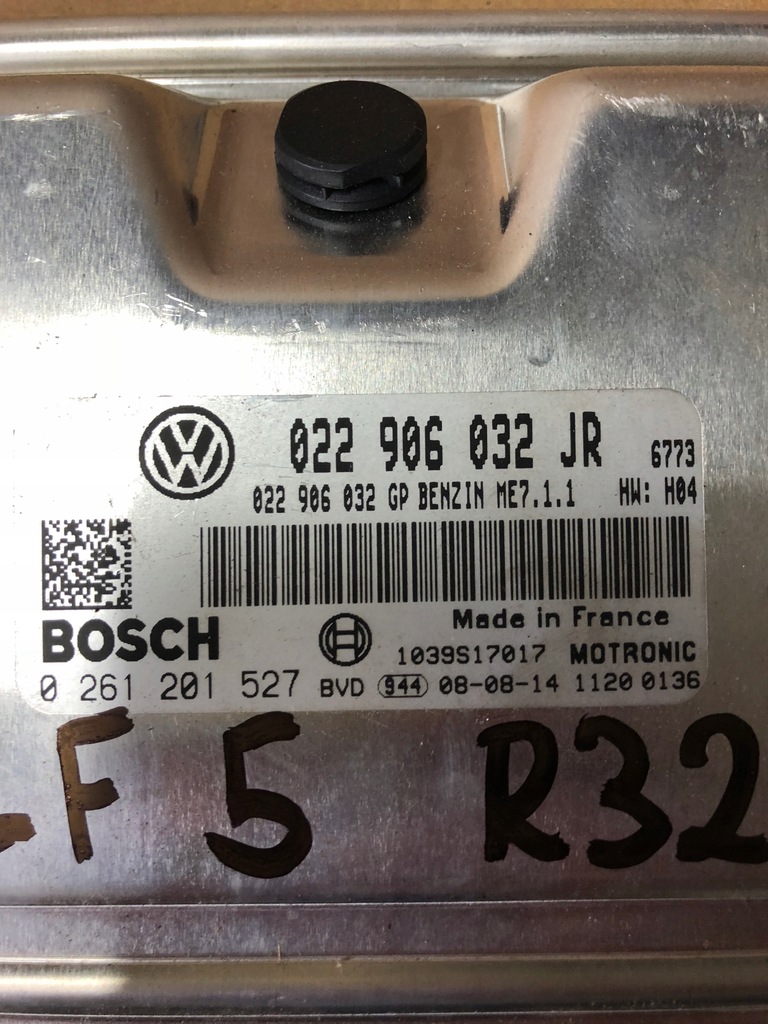 022 906 032 JR 6773
022 906 032 GP BENZIN ME7.1.1 HW: H04
Made in France
BOSCH 1039S17017 MOTRONIC
0 261 201 527 BVD 944 08-08-14 1120 0136
LF 5 R32